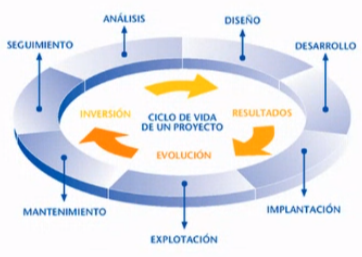 ANÁLISIS
DISEÑO
SEGUIMIENTO
DESARROLLO
INVERSIÓN
CICLO DE VIDA
DE UN PROYECTO
RESULTADOS
EVOLUCIÓN
MANTENIMIENTO
IMPLANTACIÓN
EXPLOTACIÓN